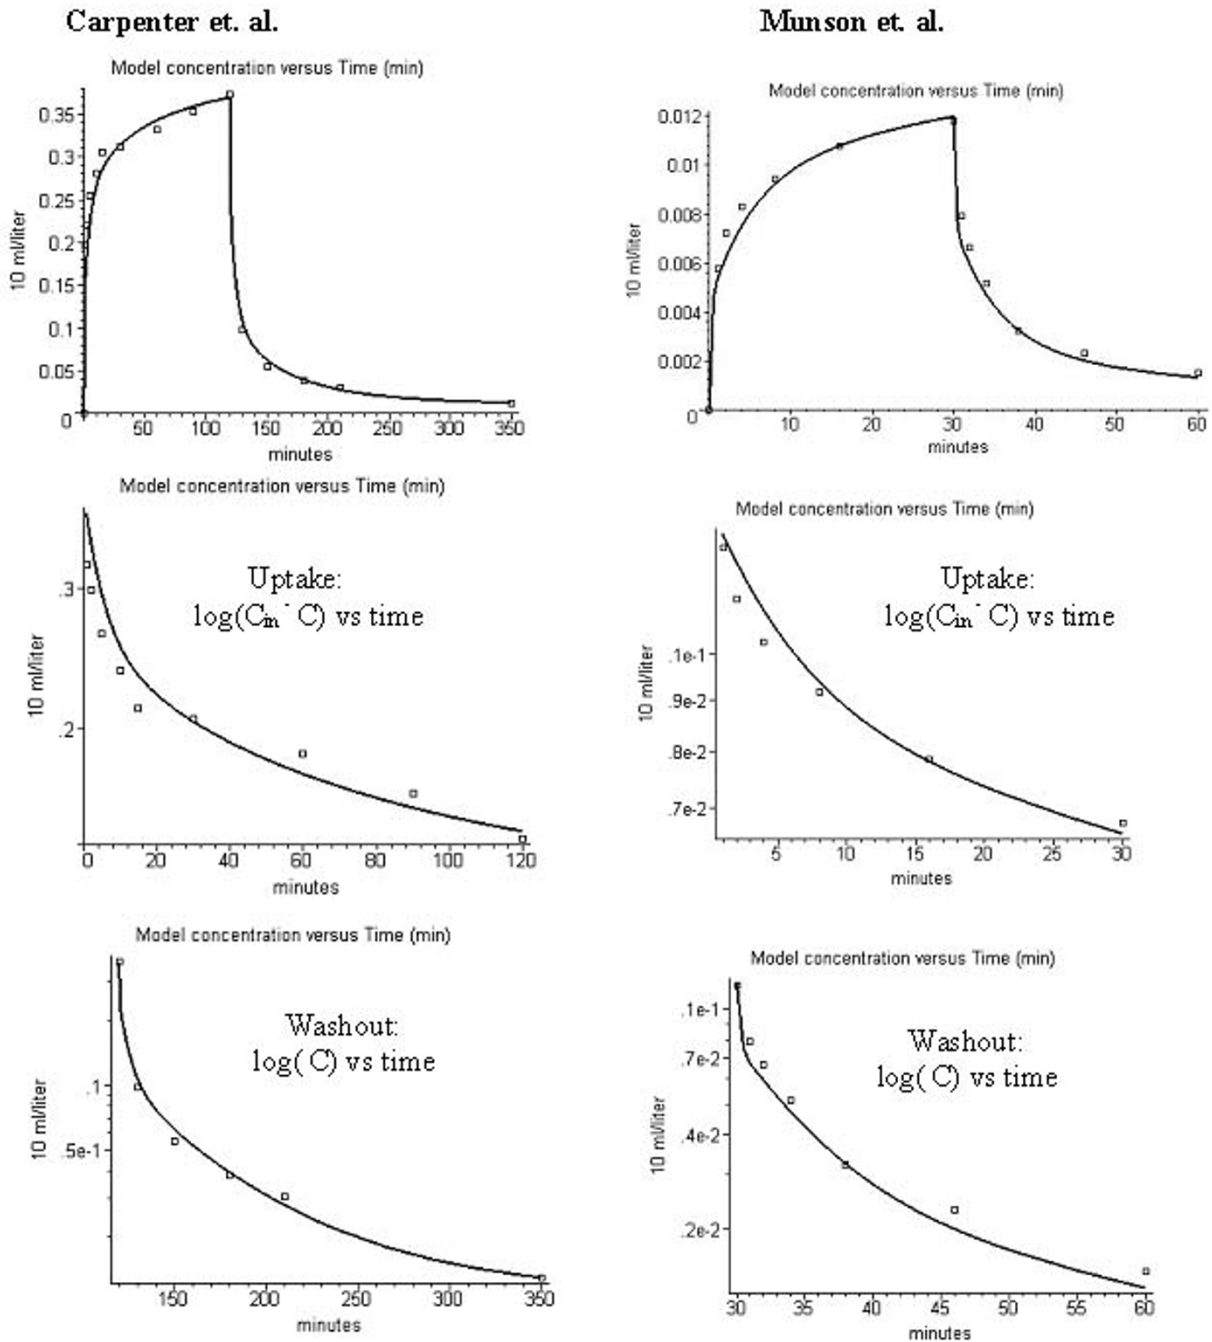 Carpenter et. al.
Model concentration versus Time (min)
10 ml/liter
0.35
0.3
0.25
0.2
0.15
0.1
0.05
0
50 100 150 200 250 300 350
minutes
Munson et. al.
Model concentration versus Time (min)
10 ml/liter
0.012
0.01
0.008
0.006
0.004
0.002
0
10 20 30 40 50 60
minutes
Model concentration versus Time (min)
Uptake:
log(Cin - C) vs time
10 ml/liter
.3
.2
0 20 40 60 80 100 120
minutes
Model concentration versus Time (min)
Uptake:
log(Cin - C) vs time
10 ml/liter
.1e-1
.9e-2
.8e-2
.7e-2
5 10 15 20 25 30
minutes
Model concentration versus Time (min)
Washout:
log( C) vs time
10 ml/liter
.1
.5e-1
150 200 250 300 350
minutes
Model concentration versus Time (min)
Washout:
log( C) vs time
10 ml/liter
.1e-1
.7e-2
.4e-2
.2e-2
30 35 40 45 50 55 60
minutes